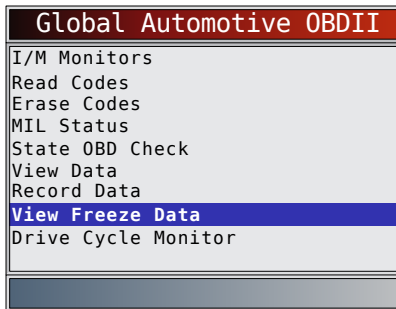 Global Automotive OBDII
I/M Monitors
Read Codes
Erase Codes
MIL Status
State OBD Check
View Data
Record Data
View Freeze Data
Drive Cycle Monitor